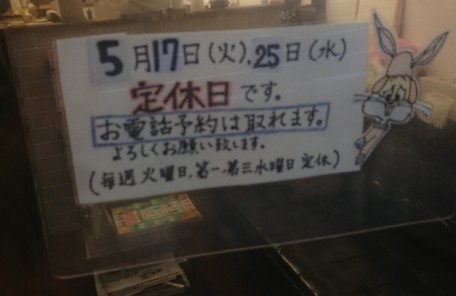 5月17日(火),25日(水)
定休日です。
お電話予約は取れます。
よろしくお願い致します。
(毎週火曜日,第一,第三水曜日定休)